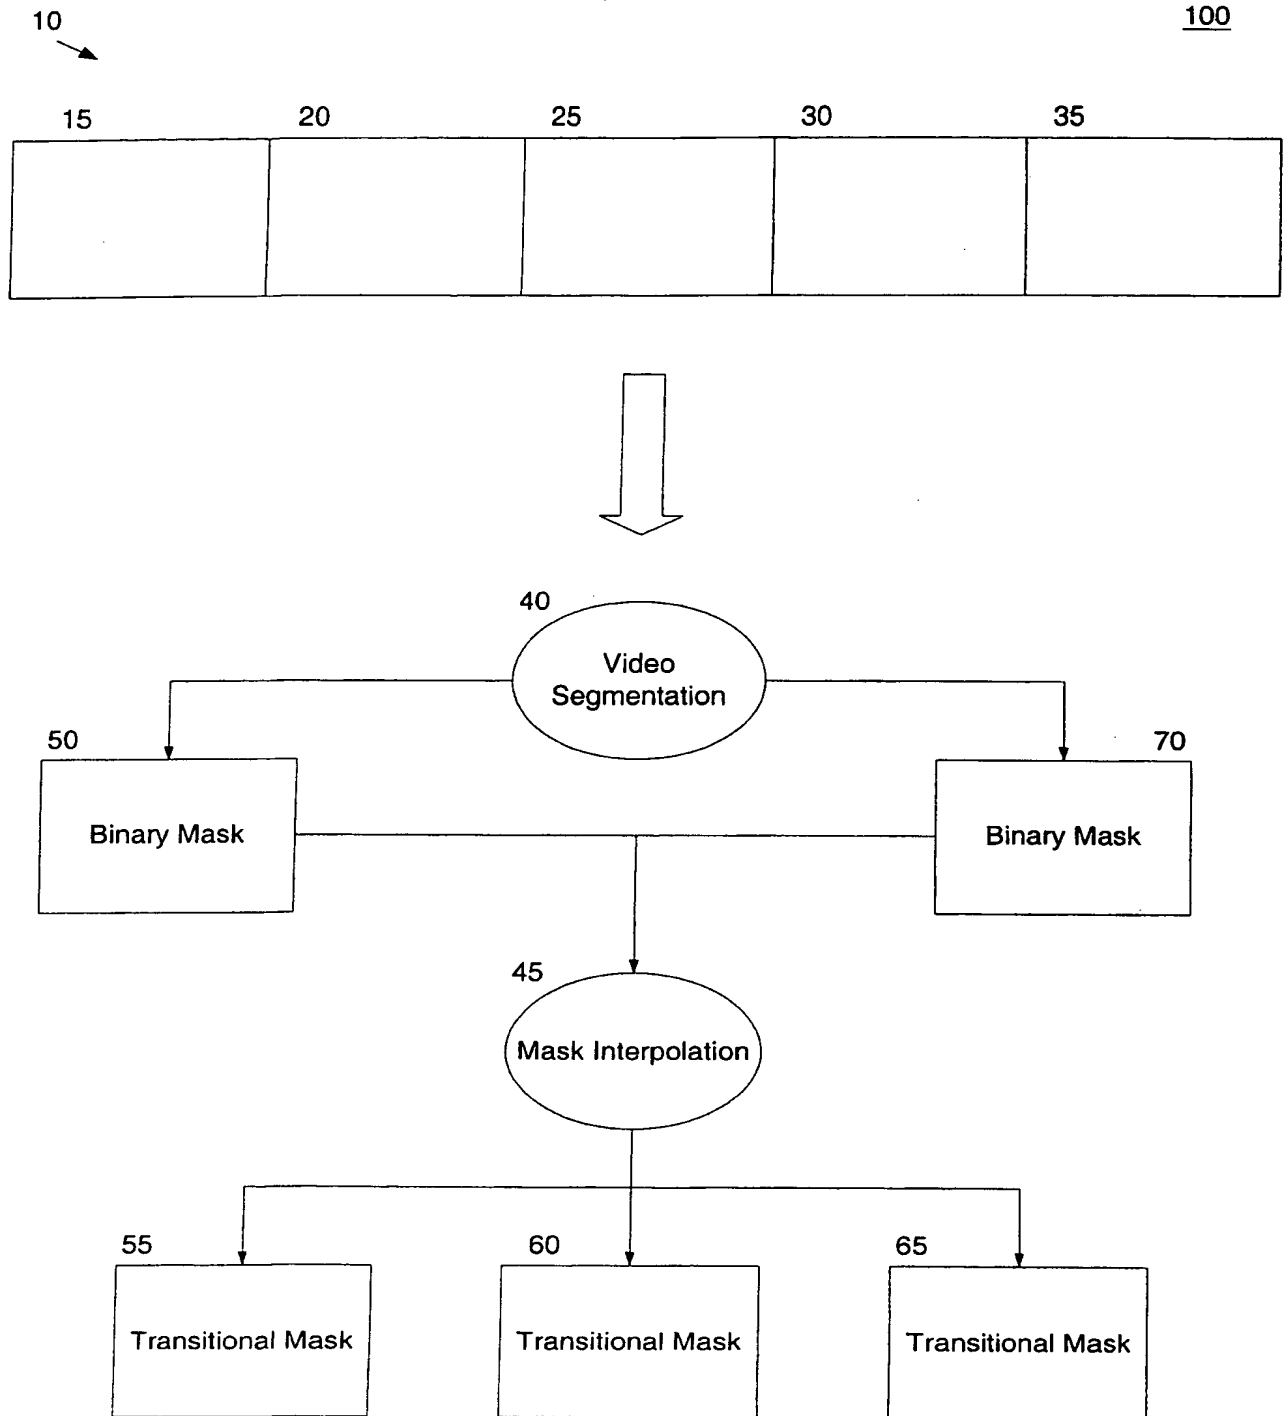 10
100
15 20 25 30 35
40
Video
Segmentation
50
70
Binary Mask
Binary Mask
45
Mask Interpolation
55
60
65
Transitional Mask
Transitional Mask
Transitional Mask